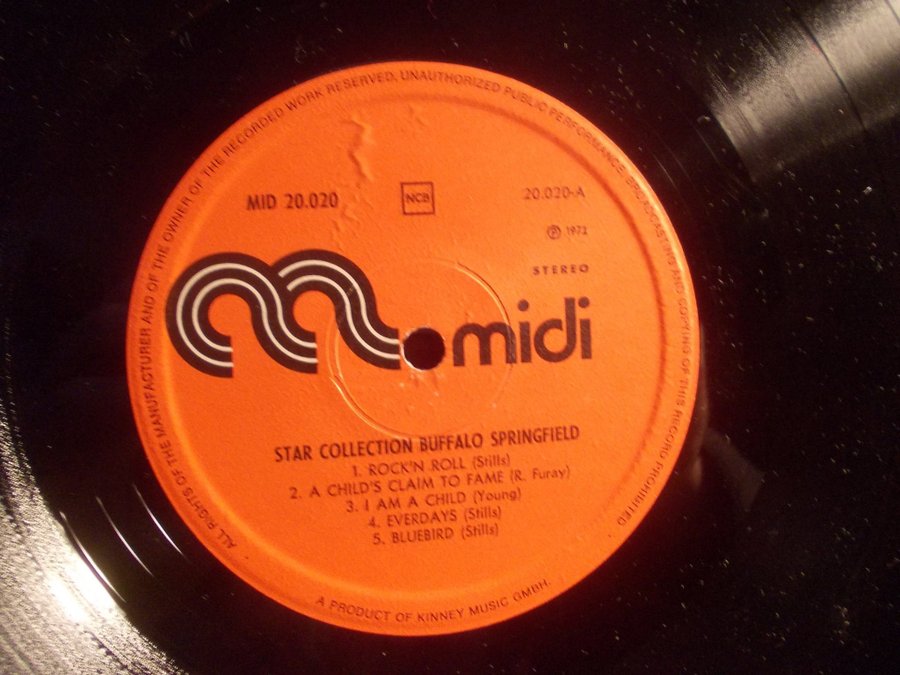 ALL RIGHTS OF THE MANUFACTURER AND OF THE OWNER OF THE RECORDED WORK RESERVED. UNAUTHORIZED PUBLIC PERFORMANCE, BROADCASTING AND COPYING OF THIS RECORD PROHIBITED
MID 20.020
NCB
20.020-A
Ⓟ 1972
STEREO
midi
STAR COLLECTION BUFFALO SPRINGFIELD
1. ROCK'N ROLL (Stills)
2. A CHILD'S CLAIM TO FAME (R. Furay)
3. I AM A CHILD (Young)
4. EVERDAYS (Stills)
5. BLUEBIRD (Stills)
A PRODUCT OF KINNEY MUSIC GMBH.